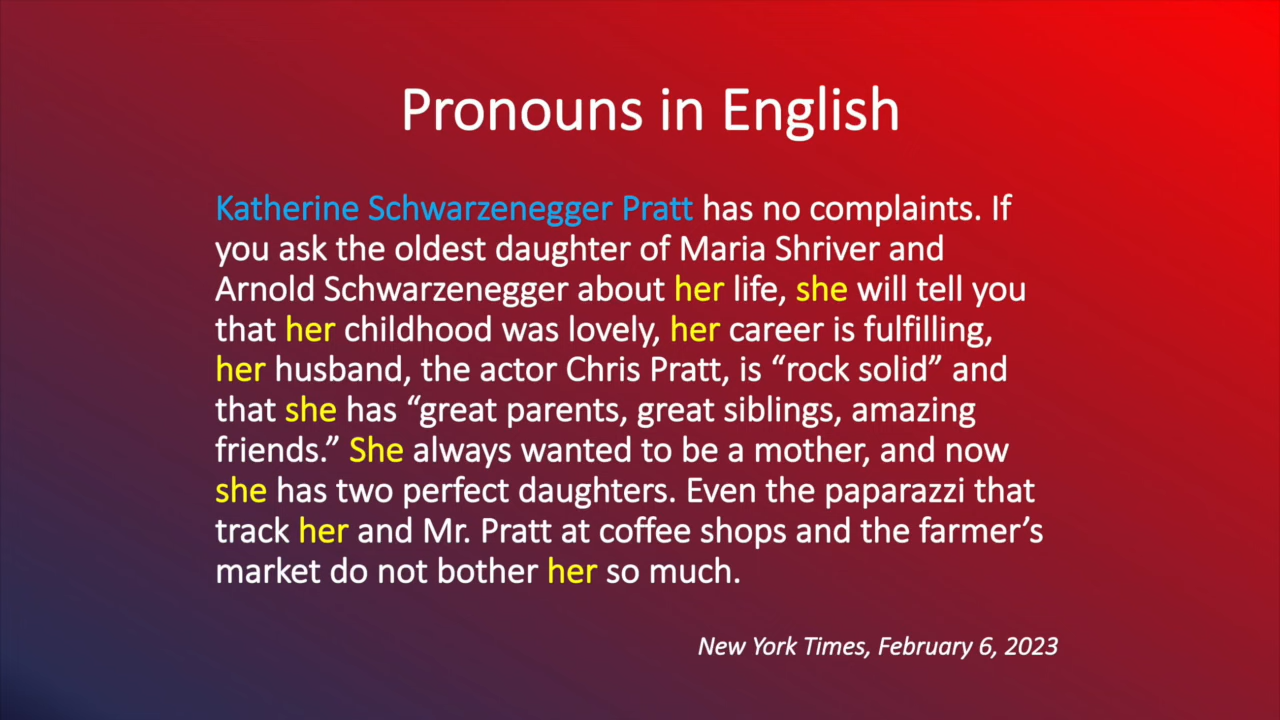 Pronouns in English
Katherine Schwarzenegger Pratt has no complaints. If
you ask the oldest daughter of Maria Shriver and
Arnold Schwarzenegger about her life, she will tell you
that her childhood was lovely, her career is fulfilling,
her husband, the actor Chris Pratt, is “rock solid” and
that she has “great parents, great siblings, amazing
friends.” She always wanted to be a mother, and now
she has two perfect daughters. Even the paparazzi that
track her and Mr. Pratt at coffee shops and the farmer’s
market do not bother her so much.
New York Times, February 6, 2023